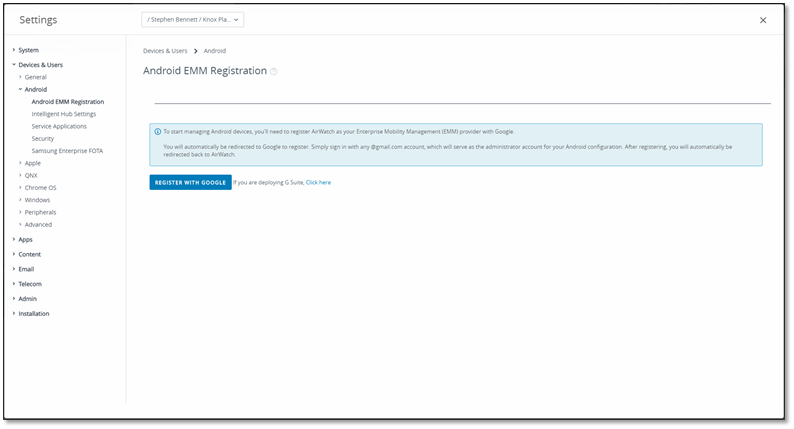 Settings
/ Stephen Bennett / Knox Pla...
System
Devices & Users
General
Android
Android EMM Registration
Intelligent Hub Settings
Service Applications
Security
Samsung Enterprise FOTA
Apple
QNX
Chrome OS
Windows
Peripherals
Advanced
Apps
Content
Email
Telecom
Admin
Installation
Devices & Users > Android
Android EMM Registration
To start managing Android devices, you'll need to register AirWatch as your Enterprise Mobility Management (EMM) provider with Google.
You will automatically be redirected to Google to register. Simply sign in with any @gmail.com account, which will serve as the administrator account for your Android configuration. After registering, you will automatically be
redirected back to AirWatch.
REGISTER WITH GOOGLE If you are deploying G Suite, Click here